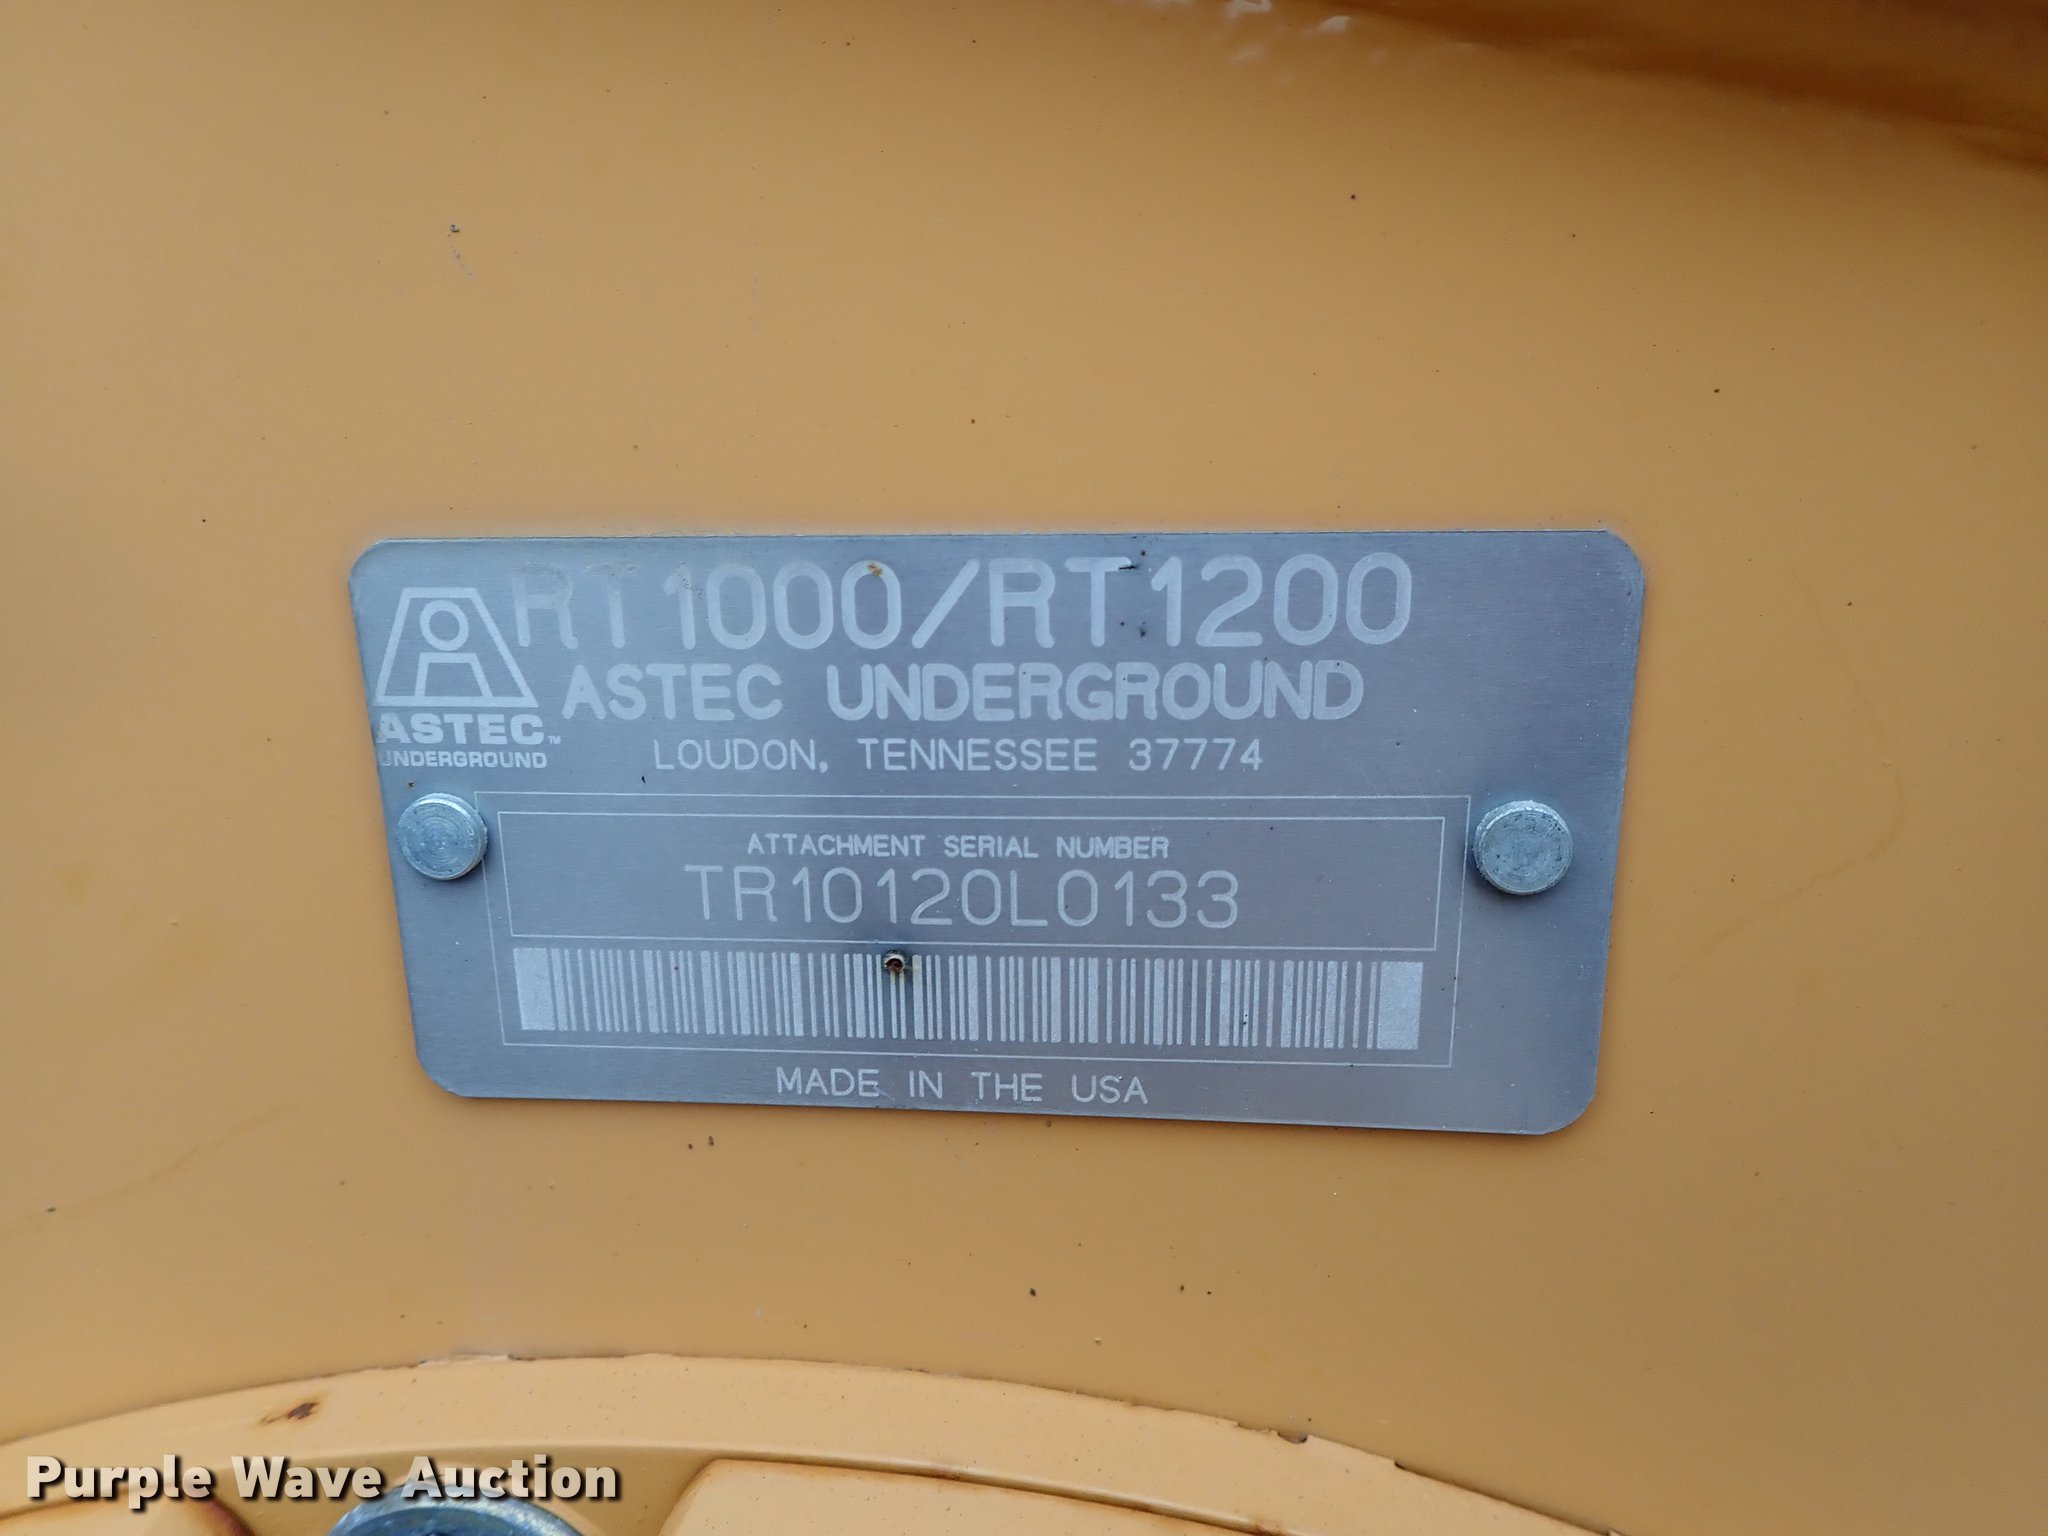 RT1000/RT1200
ASTEC UNDERGROUND
LOUDON, TENNESSEE 37774
ASTEC™
UNDERGROUND
ATTACHMENT SERIAL NUMBER
TR10120L0133
MADE IN THE USA
Purple Wave Auction